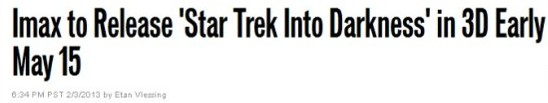 Imax to Release 'Star Trek Into Darkness' in 3D Early
May 15
6:34 PM PST 2/3/2013 by Etan Vlessing